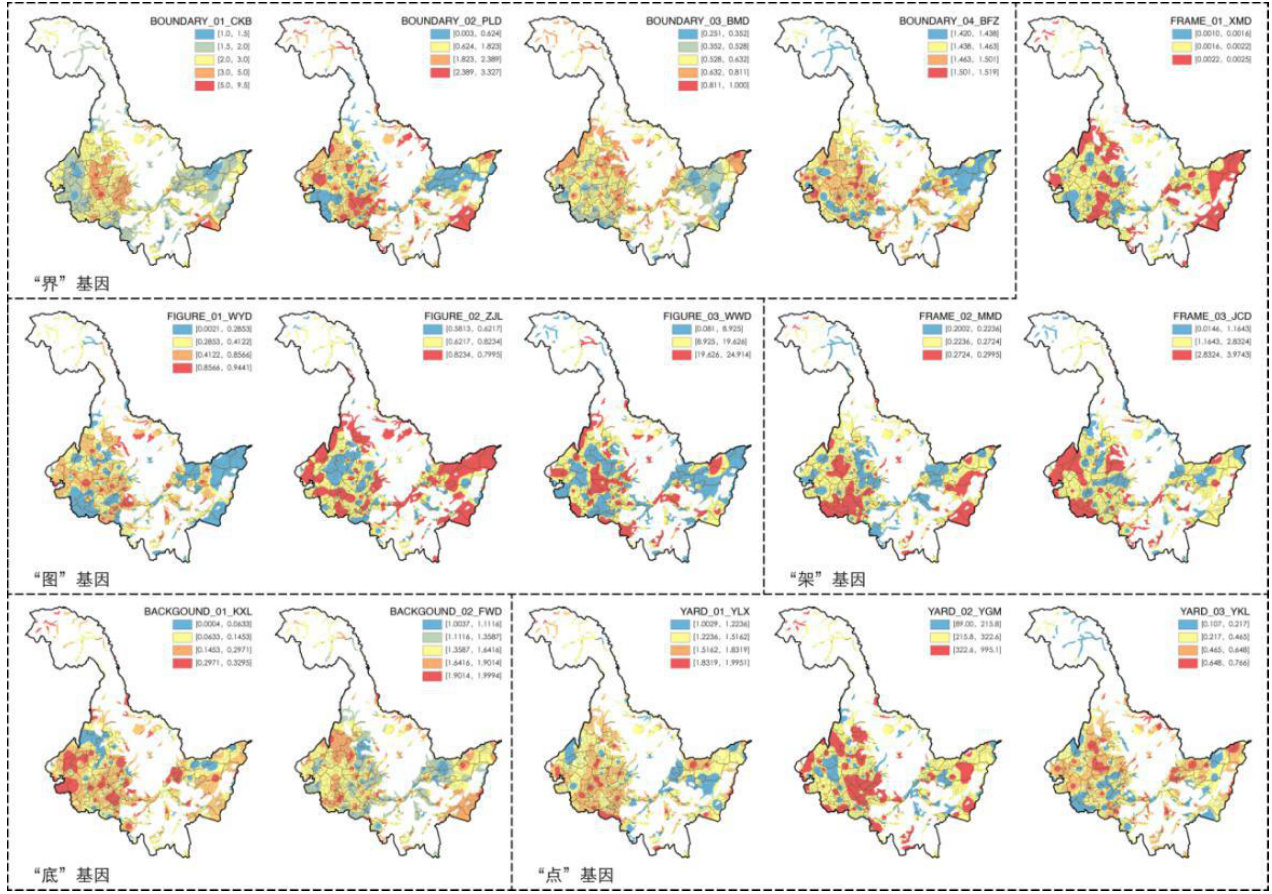 BOUNDARY_01_CKB
[1.0, 1.5]
[1.5, 2.0]
[2.0, 3.0]
[3.0, 5.0]
[5.0, 9.5]
BOUNDARY_02_PLD
[0.003, 0.624]
[0.624, 1.823]
[1.823, 2.389]
[2.389, 3.327]
BOUNDARY_03_BMD
[0.251, 0.352]
[0.352, 0.528]
[0.528, 0.632]
[0.632, 0.811]
[0.811, 1.000]
BOUNDARY_04_BFZ
[1.420, 1.438]
[1.438, 1.463]
[1.463, 1.501]
[1.501, 1.519]
“界”基因
FRAME_01_XMD
[0.0010, 0.0016]
[0.0016, 0.0022]
[0.0022, 0.0025]
FIGURE_01_WYD
[0.0021, 0.2853]
[0.2853, 0.4122]
[0.4122, 0.8566]
[0.8566, 0.9441]
FIGURE_02_ZJL
[0.5813, 0.6217]
[0.6217, 0.8234]
[0.8234, 0.7995]
FIGURE_03_WWD
[0.081, 8.925]
[8.925, 19.626]
[19.626, 24.914]
“图”基因
FRAME_02_MMD
[0.2002, 0.2236]
[0.2236, 0.2724]
[0.2724, 0.2995]
FRAME_03_JCD
[0.0146, 1.1643]
[1.1643, 2.8324]
[2.8324, 3.9743]
“架”基因
BACKGOUND_01_KXL
[0.0004, 0.0633]
[0.0633, 0.1453]
[0.1453, 0.2971]
[0.2971, 0.3295]
BACKGOUND_02_FWD
[1.0037, 1.1116]
[1.1116, 1.3587]
[1.3587, 1.6416]
[1.6416, 1.9014]
[1.9014, 1.9994]
“底”基因
YARD_01_YLX
[1.0029, 1.2236]
[1.2236, 1.5162]
[1.5162, 1.8319]
[1.8319, 1.9951]
YARD_02_YGM
[89.00, 215.8]
[215.8, 322.6]
[322.6, 995.1]
YARD_03_YKL
[0.107, 0.217]
[0.217, 0.465]
[0.465, 0.648]
[0.648, 0.766]
“点”基因